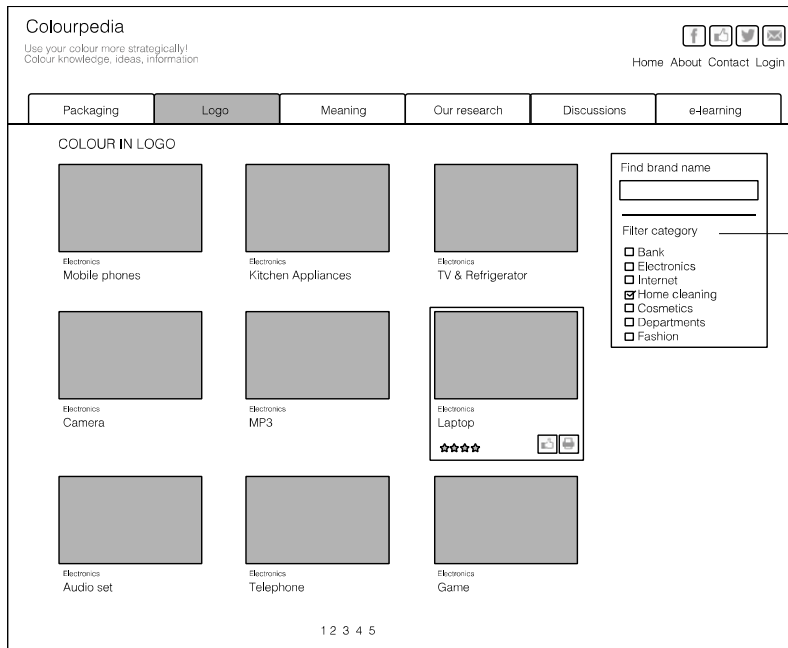 Colourpedia
Use your colour more strategically!
Colour knowledge, ideas, information
Home About Contact Login
Packaging Logo Meaning Our research Discussions e-learning
COLOUR IN LOGO
Find brand name
Filter category
Bank
Electronics
Internet
Home cleaning
Cosmetics
Departments
Fashion
Electronics Electronics Electronics
Mobile phones Kitchen Appliances TV & Refrigerator
Electronics Electronics Electronics
Camera MP3 Laptop
Electronics Electronics Electronics
Audio set Telephone Game
1 2 3 4 5